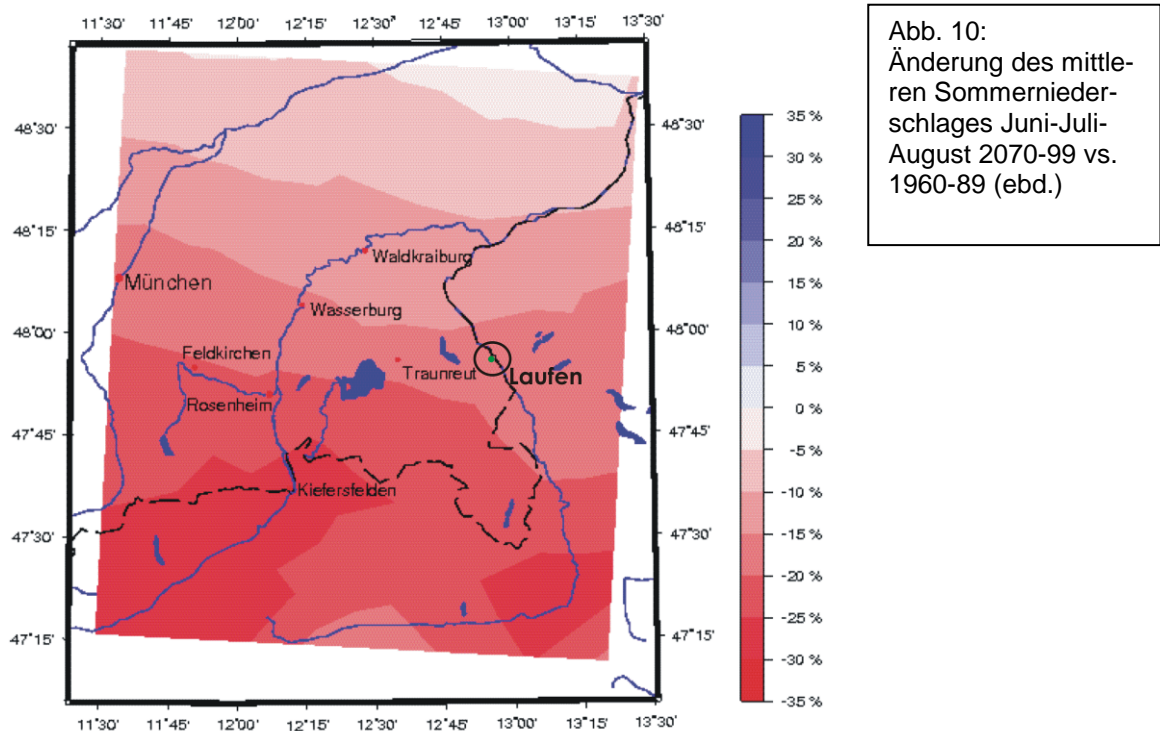 11°30' 11°45' 12°00' 12°15' 12°30' 12°45' 13°00' 13°15' 13°30'
48°30' 48°30'
48°15' 48°15'
48°00' 48°00'
47°45' 47°45'
47°30' 47°30'
47°15' 47°15'
11°30' 11°45' 12°00' 12°15' 12°30' 12°45' 13°00' 13°15' 13°30'
Waldkraiburg
München
Wasserburg
Feldkirchen
Traunreut
Laufen
Rosenheim
Kiefersfelden
35 %
30 %
25 %
20 %
15 %
10 %
5 %
0 %
-5 %
-10 %
-15 %
-20 %
-25 %
-30 %
-35 %
Abb. 10:
Änderung des mittle-
ren Sommernieder-
schlages Juni-Juli-
August 2070-99 vs.
1960-89 (ebd.)